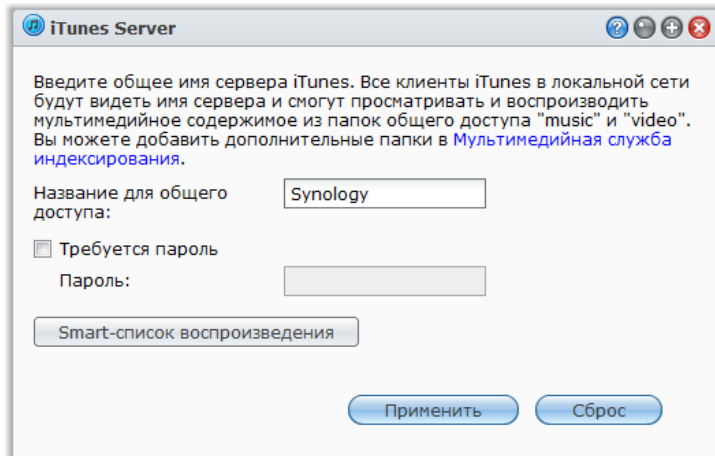 iTunes Server
Введите общее имя сервера iTunes. Все клиенты iTunes в локальной сети
будут видеть имя сервера и смогут просматривать и воспроизводить
мультимедийное содержимое из папок общего доступа "music" и "video".
Вы можете добавить дополнительные папки в Мультимедийная служба
индексирования.
Название для общего
доступа:
Synology
Требуется пароль
Пароль:
Smart-список воспроизведения
Применить
Сброс